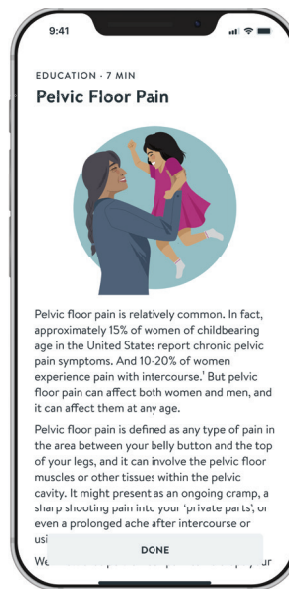 9:41
EDUCATION · 7 MIN
Pelvic Floor Pain
Pelvic floor pain is relatively common. In fact,
approximately 15% of women of childbearing
age in the United States report chronic pelvic
pain symptoms. And 10-20% of women
experience pain with intercourse.¹ But pelvic
floor pain can affect both women and men, and
it can affect them at any age.
Pelvic floor pain is defined as any type of pain in
the area between your belly button and the top
of your legs, and it can involve the pelvic floor
muscles or other tissues within the pelvic
cavity. It might present as an ongoing cramp, a
sharp shooting pain into your ‘private parts’, or
even a prolonged ache after intercourse or
DONE